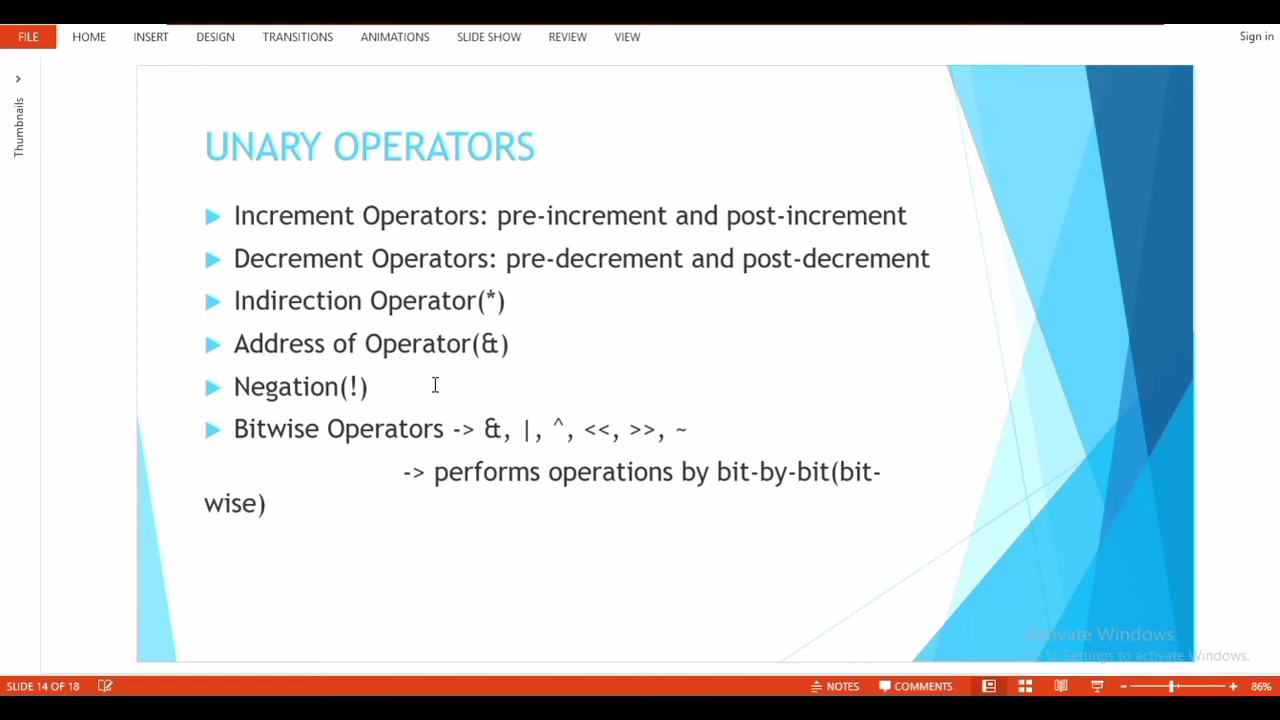 FILE HOME INSERT DESIGN TRANSITIONS ANIMATIONS SLIDE SHOW REVIEW VIEW Sign in
Thumbnails
UNARY OPERATORS
Increment Operators: pre-increment and post-increment
Decrement Operators: pre-decrement and post-decrement
Indirection Operator(*)
Address of Operator(&)
Negation(!)
Bitwise Operators -> &, |, ^, <<, >>, ~
-> performs operations by bit-by-bit(bit-
wise)
Activate Windows
to Settings to activate Windows.
SLIDE 14 OF 18 NOTES COMMENTS 86%